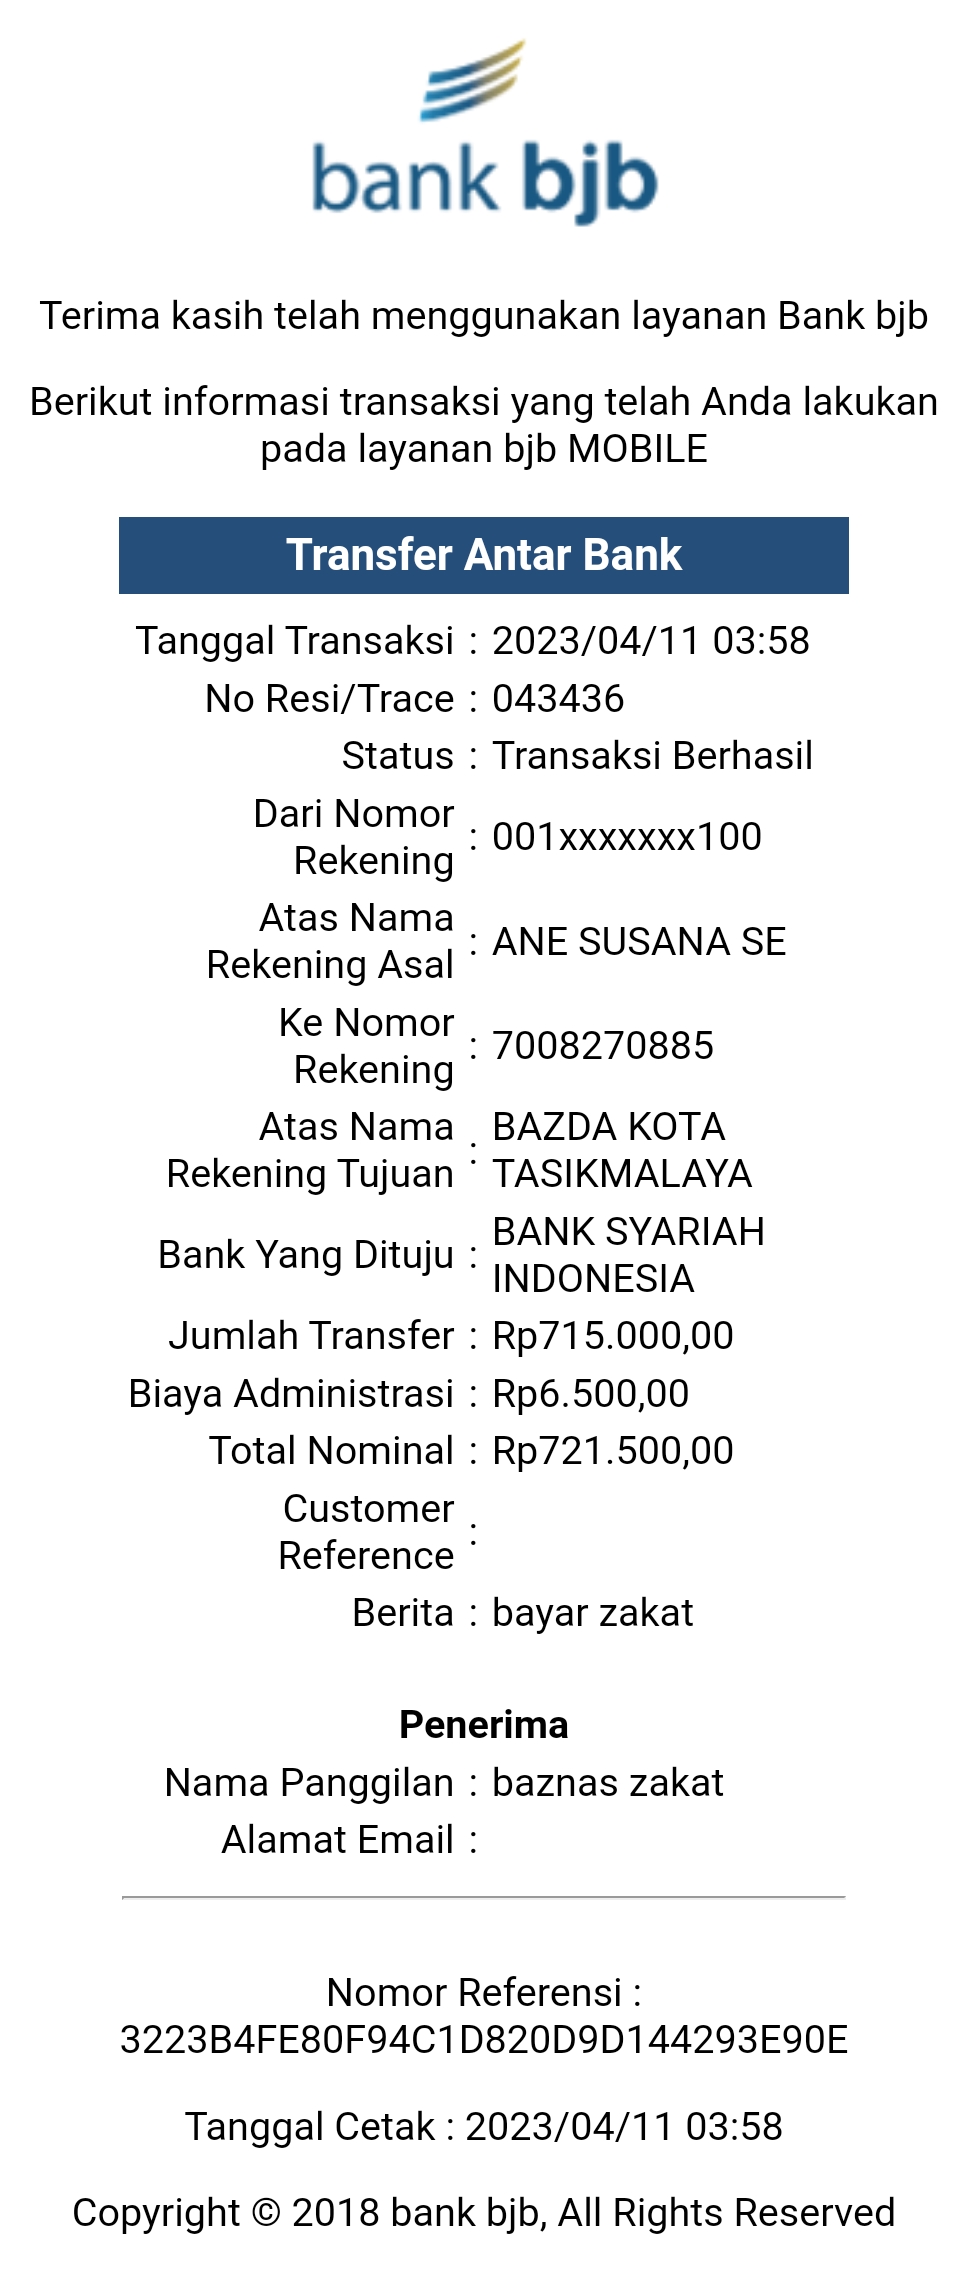 bank bjb
Terima kasih telah menggunakan layanan Bank bjb
Berikut informasi transaksi yang telah Anda lakukan
pada layanan bjb MOBILE
Transfer Antar Bank
Tanggal Transaksi : 2023/04/11 03:58
No Resi/Trace : 043436
Status : Transaksi Berhasil
Dari Nomor
Rekening : 001xxxxxxx100
Atas Nama
Rekening Asal : ANE SUSANA SE
Ke Nomor
Rekening : 7008270885
Atas Nama
Rekening Tujuan : BAZDA KOTA
TASIKMALAYA
Bank Yang Dituju : BANK SYARIAH
INDONESIA
Jumlah Transfer : Rp715.000,00
Biaya Administrasi : Rp6.500,00
Total Nominal : Rp721.500,00
Customer
Reference :
Berita : bayar zakat
Penerima
Nama Panggilan : baznas zakat
Alamat Email :
Nomor Referensi :
3223B4FE80F94C1D820D9D144293E90E
Tanggal Cetak : 2023/04/11 03:58
Copyright © 2018 bank bjb, All Rights Reserved